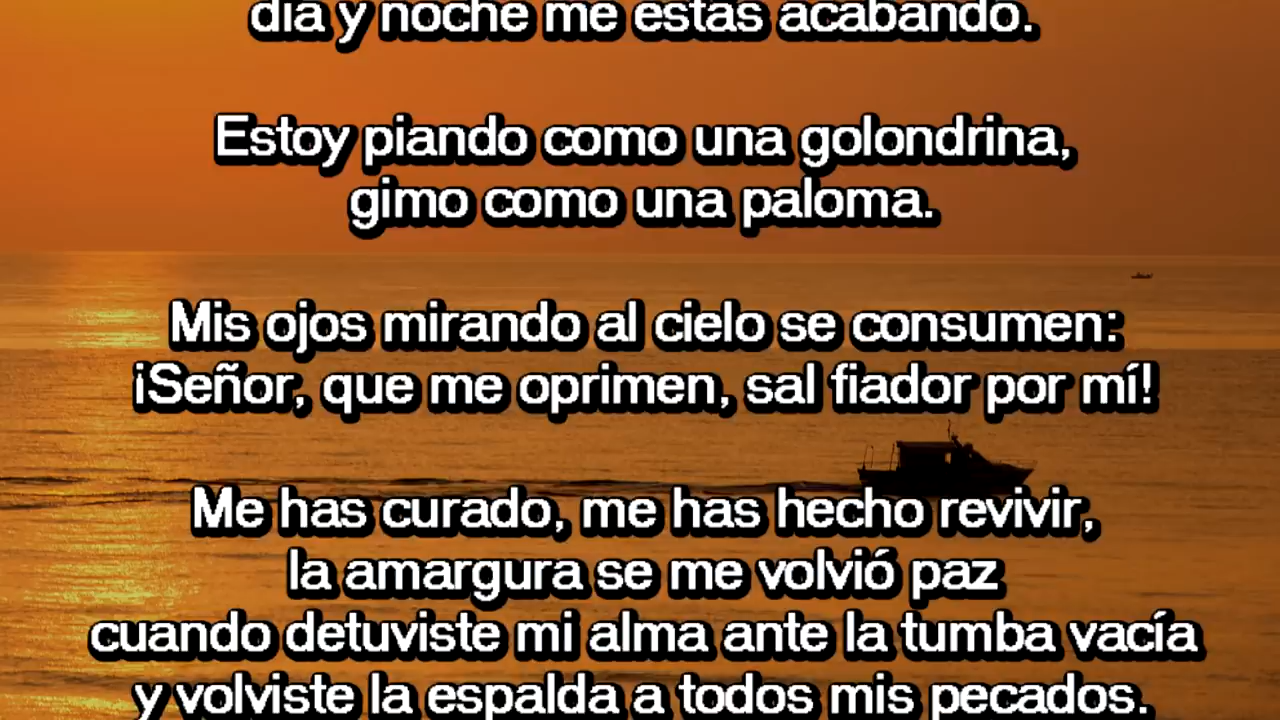 día y noche me estás acabando.
Estoy piando como una golondrina,
gimo como una paloma.
Mis ojos mirando al cielo se consumen:
¡Señor, que me oprimen, sal fiador por mí!
Me has curado, me has hecho revivir,
la amargura se me volvió paz
cuando detuviste mi alma ante la tumba vacía
y volviste la espalda a todos mis pecados.